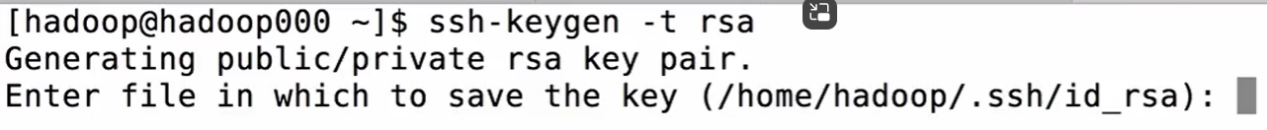 [hadoop@hadoop000 ~]$ ssh-keygen -t rsa
Generating public/private rsa key pair.
Enter file in which to save the key (/home/hadoop/.ssh/id_rsa):